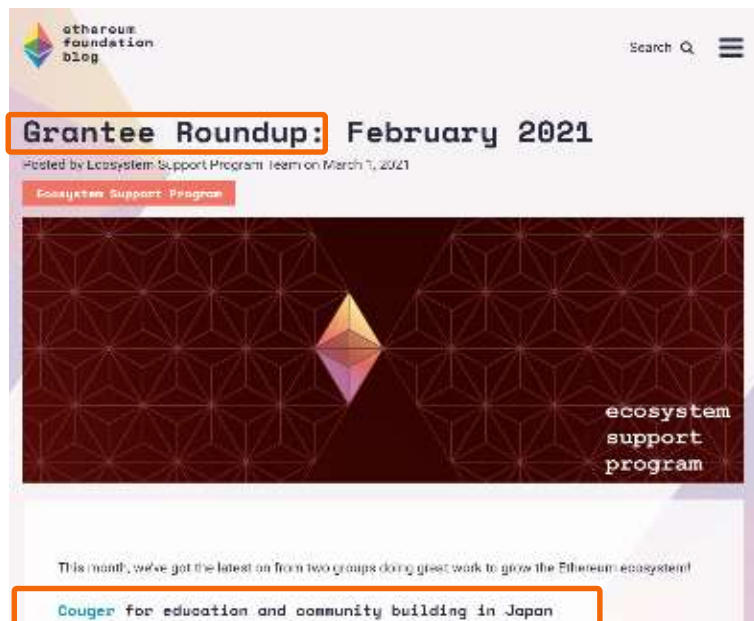 ethereum
foundation
blog
Search
Grantee Roundup: February 2021
Posted by Ecosystem Support Program Team on March 1, 2021
Ecosystem Support Program
ecosystem
support
program
This month, we've got the latest on from two groups doing great work to grow the Ethereum ecosystem!
Couger for education and community building in Japan